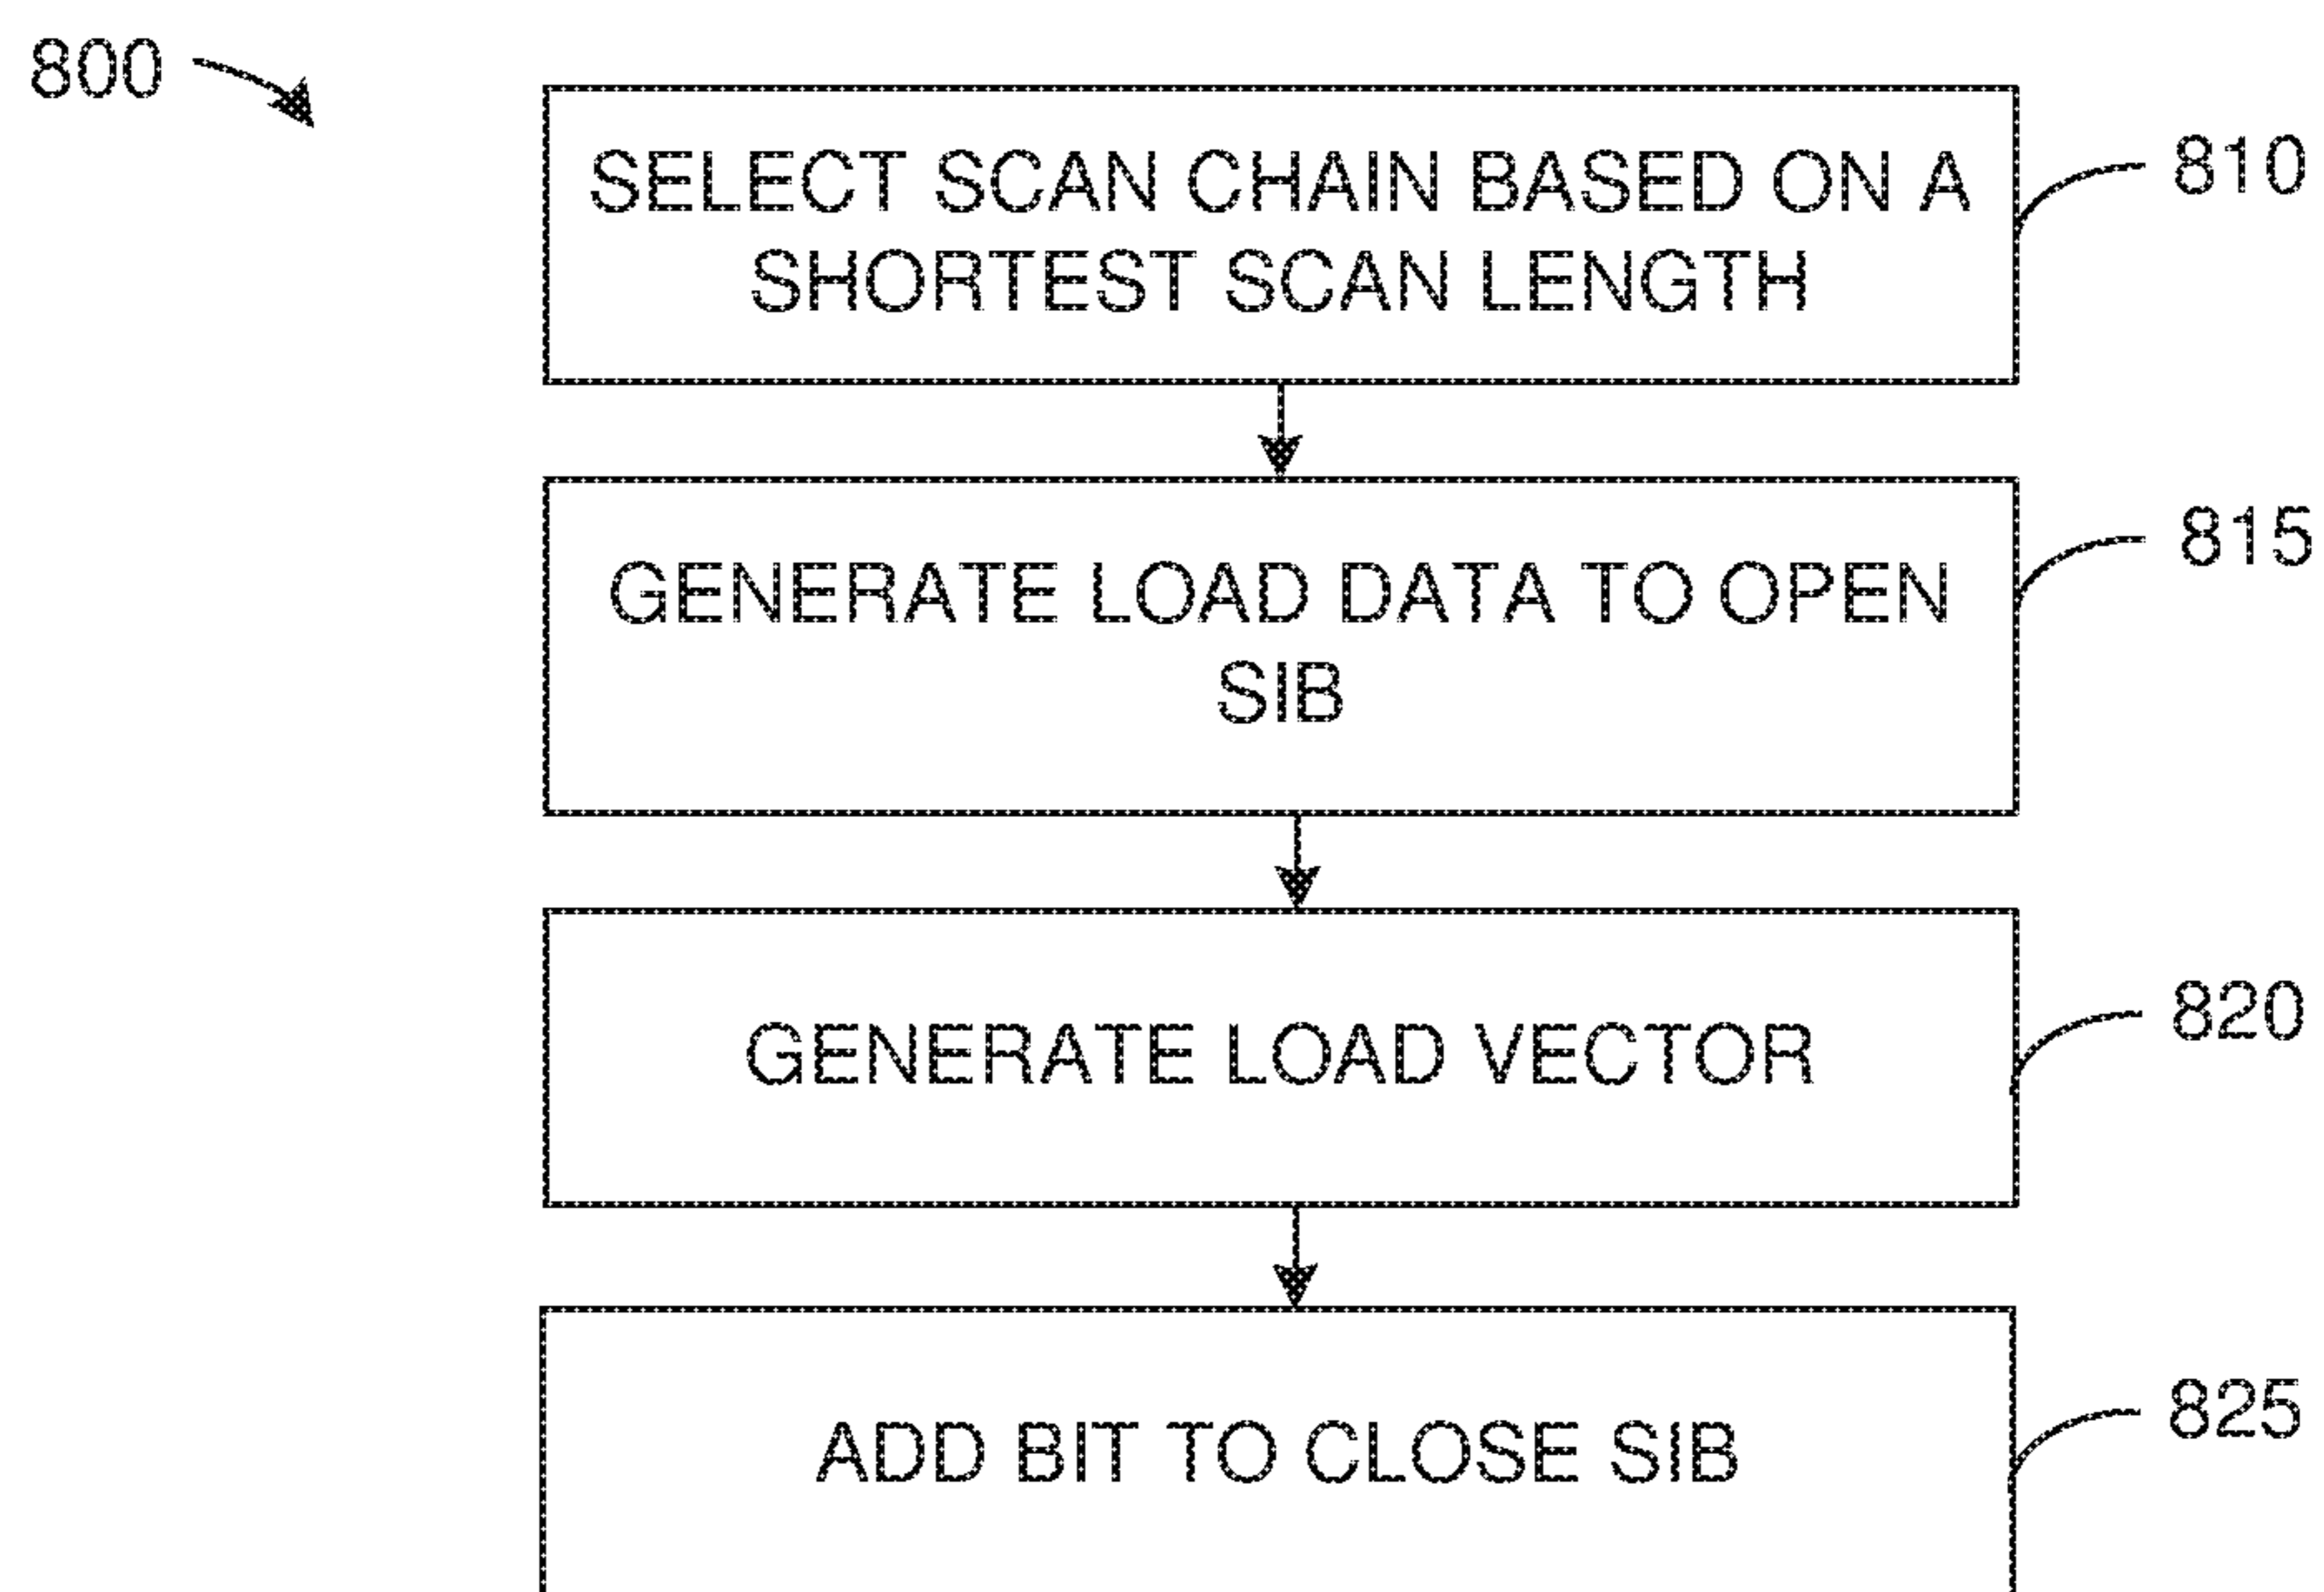 800
SELECT SCAN CHAIN BASED ON A
SHORTEST SCAN LENGTH
810
GENERATE LOAD DATA TO OPEN
SIB
815
GENERATE LOAD VECTOR
820
ADD BIT TO CLOSE SIB
825